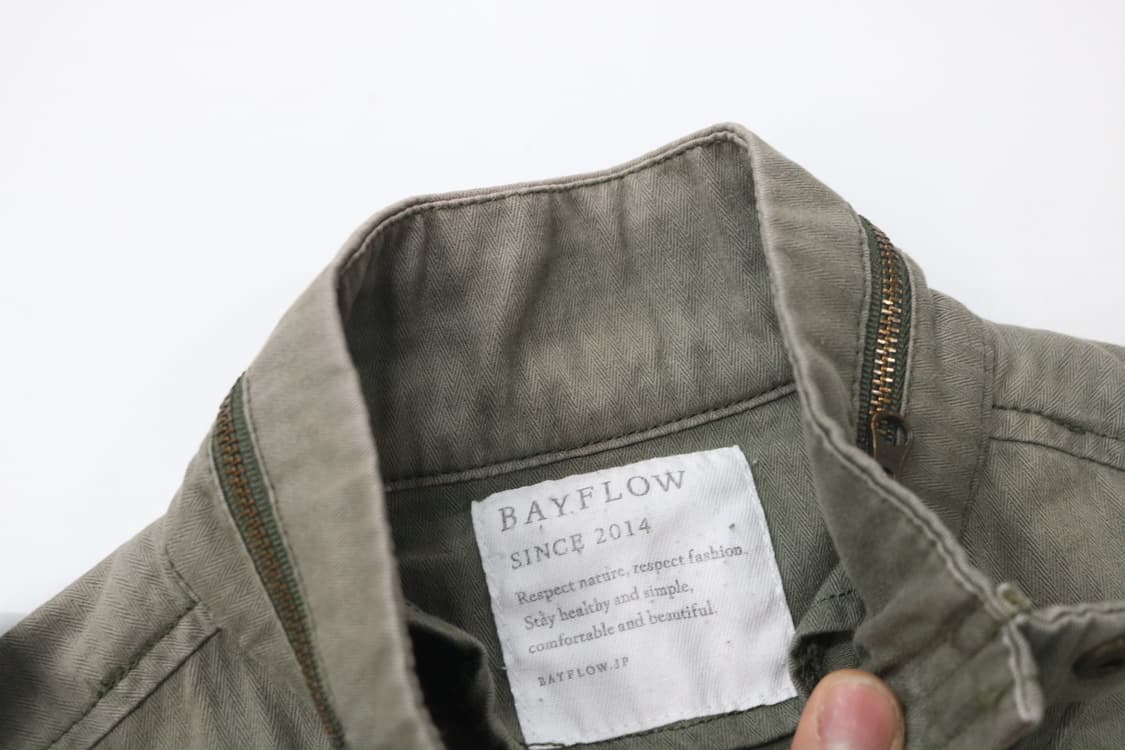 BAYFLOW
SINCE 2014
Respect nature, respect fashion.
Stay healthy and simple,
comfortable and beautiful.
BAYFLOW.JP